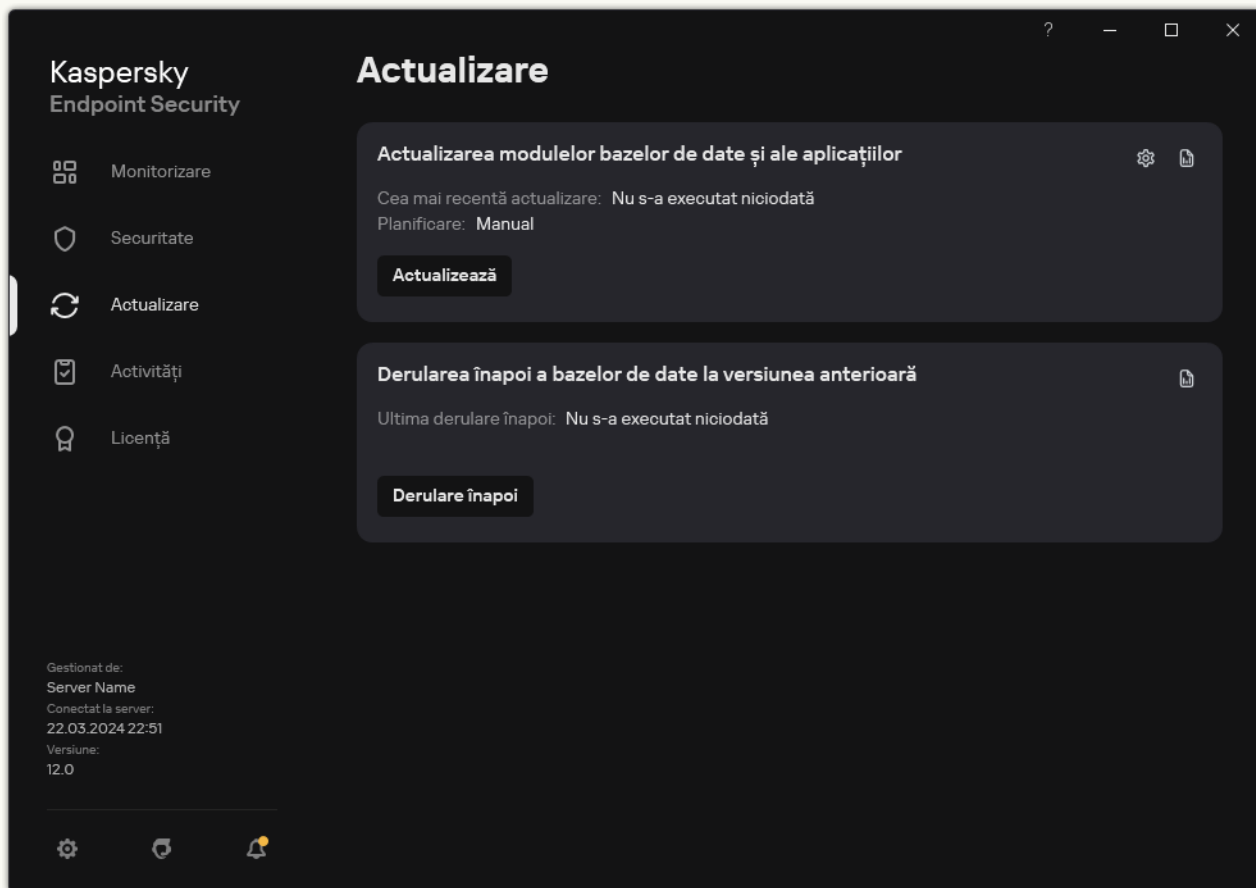 ?
Kaspersky
Endpoint Security
Monitorizare
Securitate
Actualizare
Activități
Licență
Gestionat de:
Server Name
Conectat la server:
22.03.2024 22:51
Versiune:
12.0
Actualizare
Actualizarea modulelor bazelor de date și ale aplicațiilor
Cea mai recentă actualizare: Nu s-a executat niciodată
Planificare: Manual
Actualizează
Derularea înapoi a bazelor de date la versiunea anterioară
Ultima derulare înapoi: Nu s-a executat niciodată
Derulare înapoi